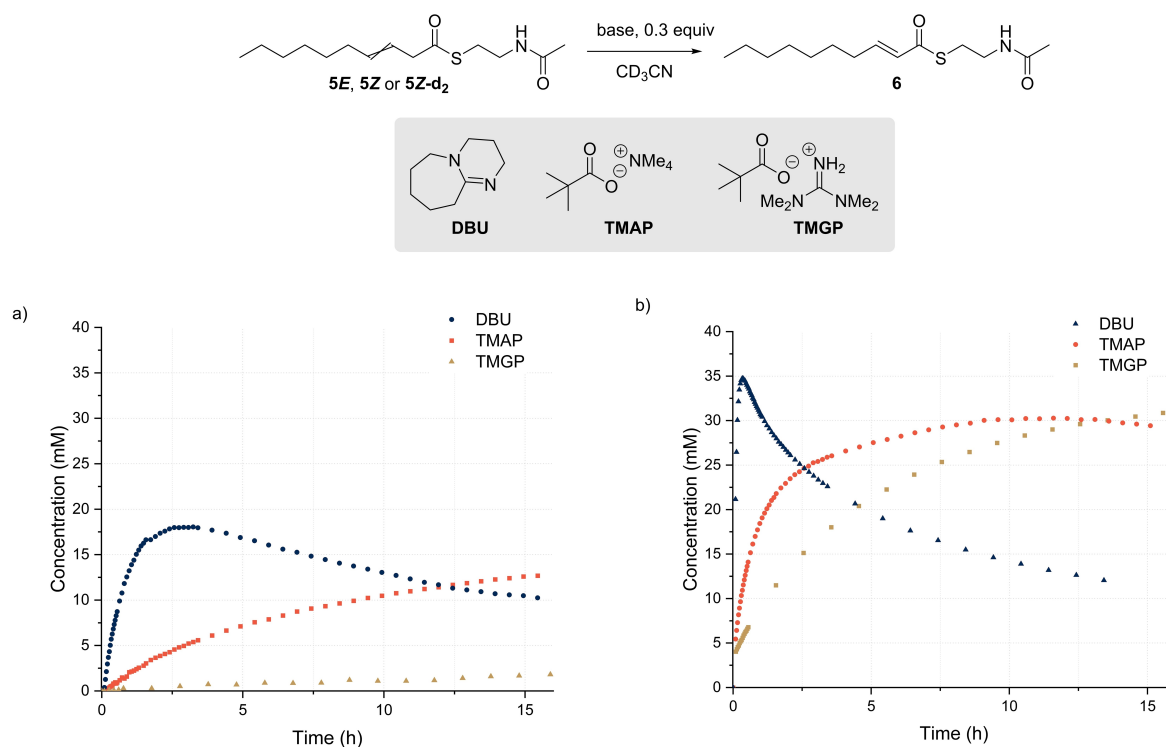 O
H
N
S
O
5E, 5Z or 5Z-d₂
base, 0.3 equiv
CD₃CN
O
H
N
S
O
6
N
N
DBU
O
O
⊖
⊕
NMe₄
TMAP
O
O
⊖
⊕
NH₂
Me₂N
NMe₂
TMGP
a)
DBU
TMAP
TMGP
Concentration (mM)
40
35
30
25
20
15
10
5
0
0 5 10 15
Time (h)
b)
DBU
TMAP
TMGP
Concentration (mM)
40
35
30
25
20
15
10
5
0
0 5 10 15
Time (h)